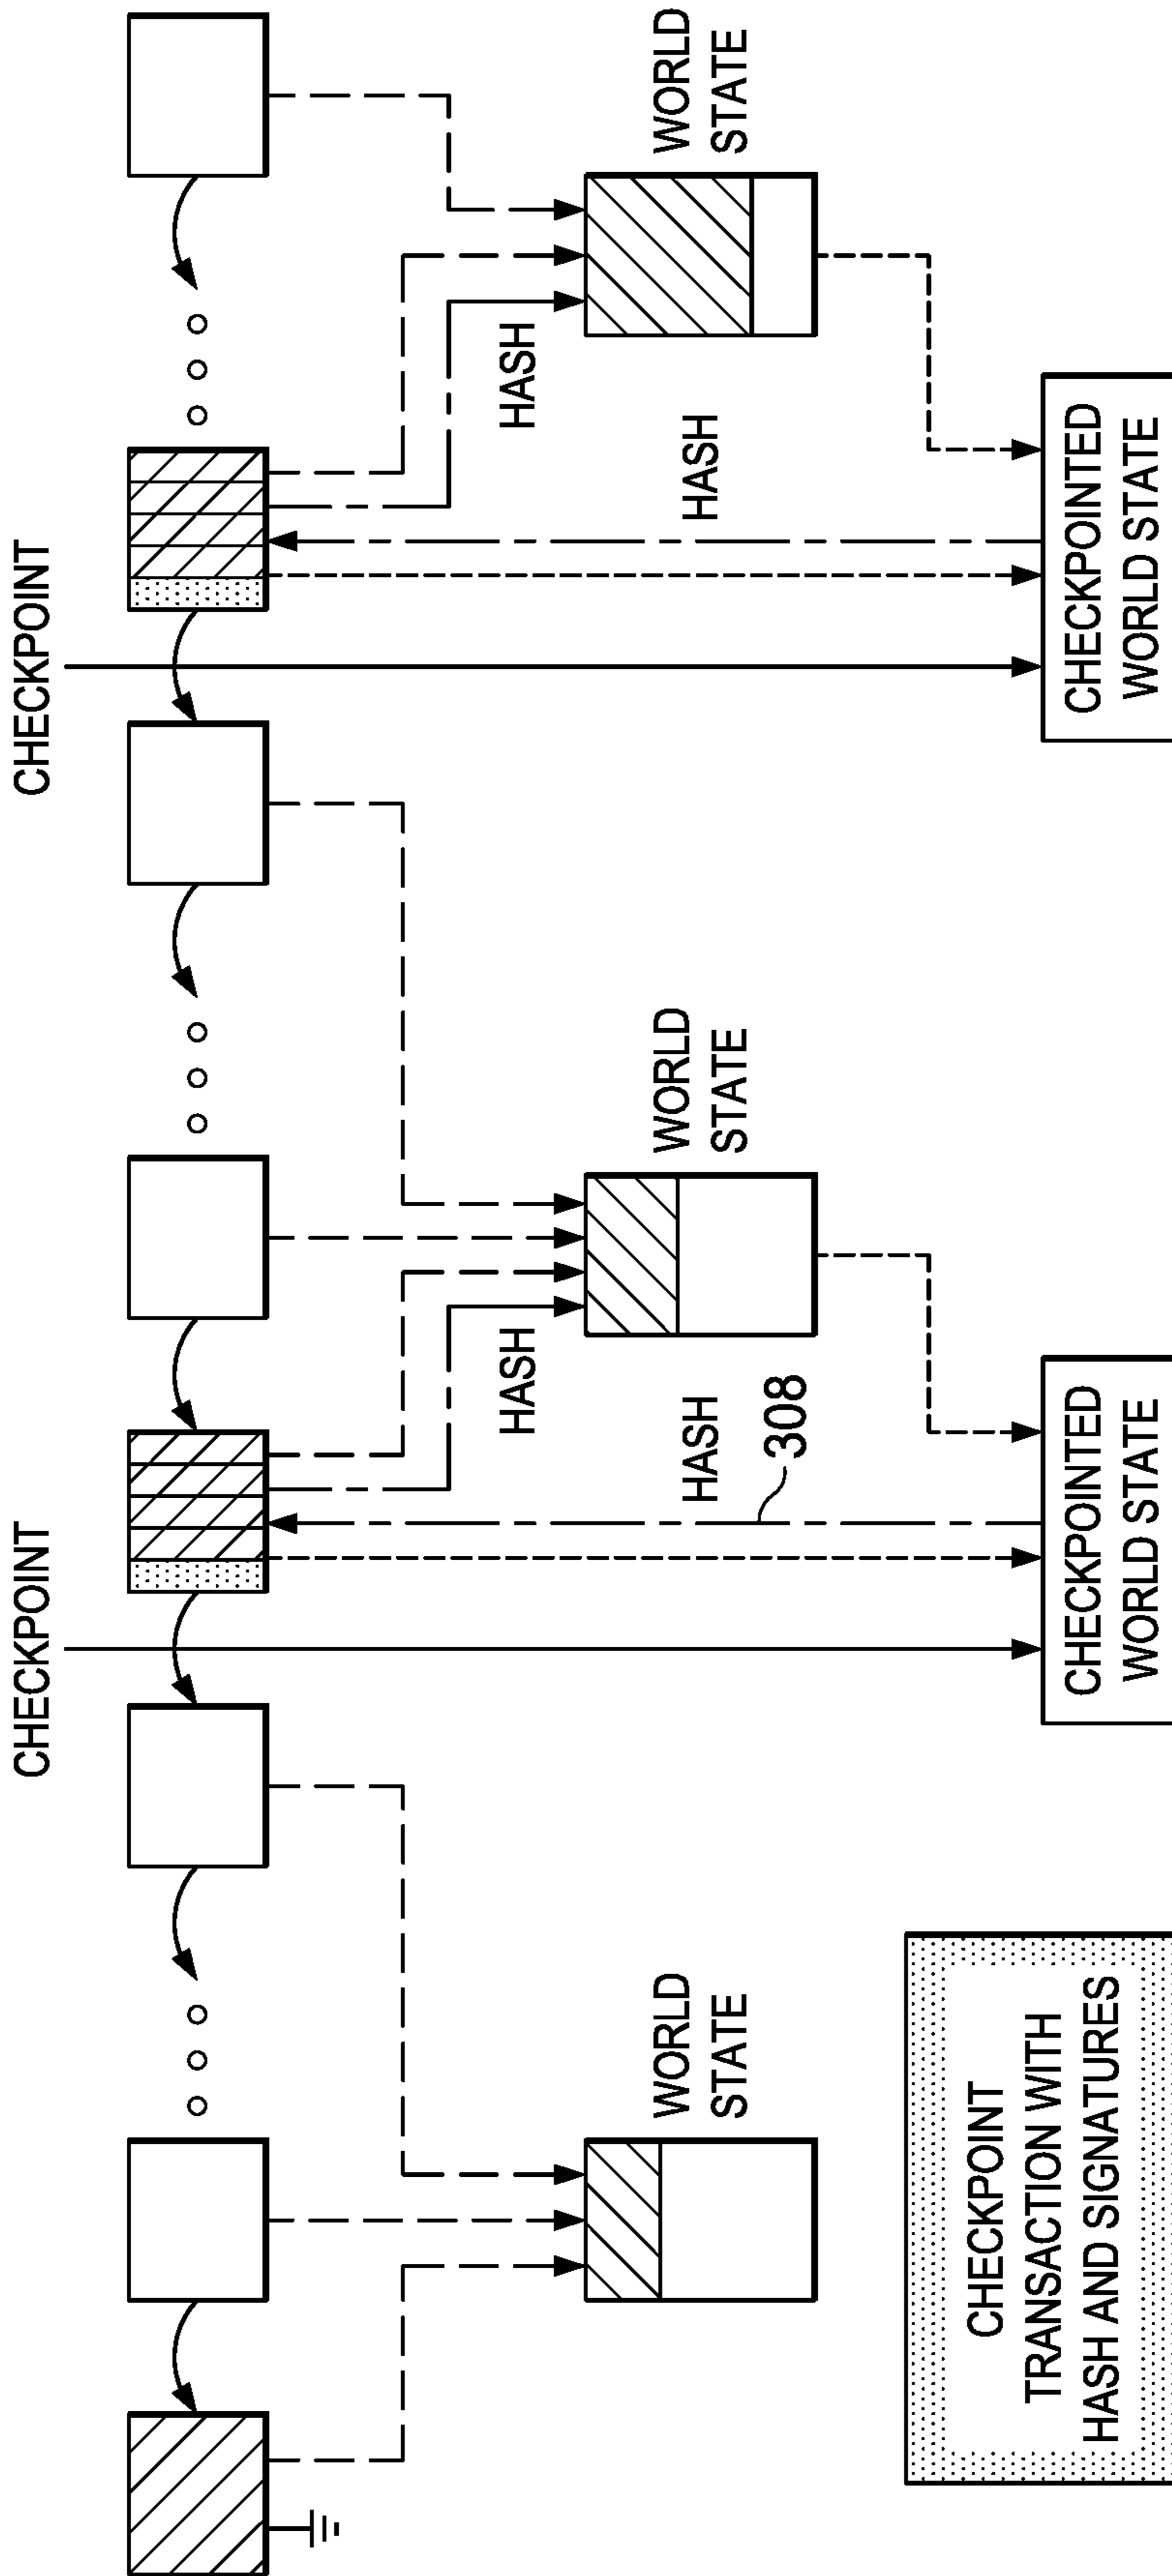 CHECKPOINT
CHECKPOINT
HASH
HASH
WORLD
STATE
WORLD
STATE
WORLD
STATE
HASH
308
HASH
CHECKPOINT
TRANSACTION WITH
HASH AND SIGNATURES
CHECKPOINTED
WORLD STATE
CHECKPOINTED
WORLD STATE